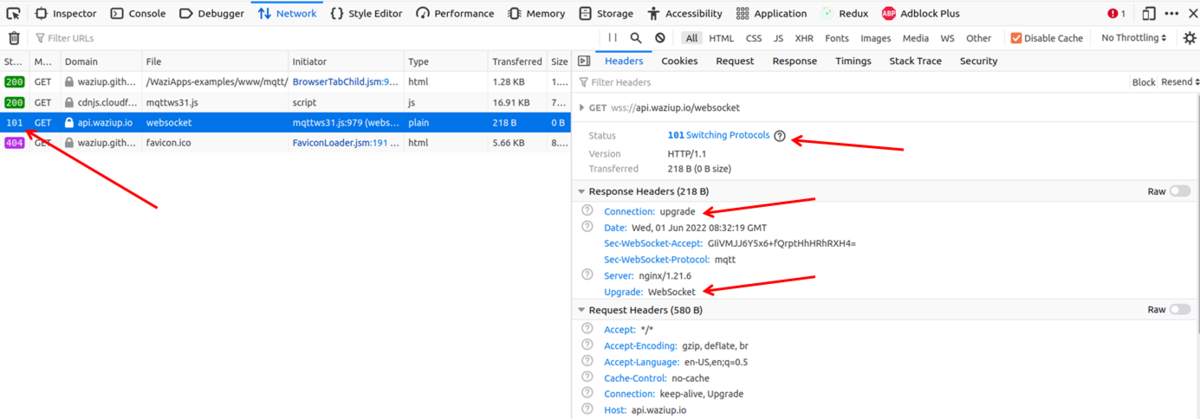 Inspector Console Debugger Network Style Editor Performance Memory Storage Accessibility Application Redux ABP Adblock Plus 1
Filter URLs All HTML CSS JS XHR Fonts Images Media WS Other Disable Cache No Throttling
St... M... Domain File Initiator Type Transferred Size
200 GET waziup.gith... /WaziApps-examples/www/mqtt/ BrowserTabChild.jsm:9... html 1.28 KB 1....
200 GET cdnjs.cloudf... mqttws31.js script js 16.91 KB 7...
101 GET api.waziup.io websocket mqttws31.js:979 (webs... plain 218 B 0 B
404 GET waziup.gith... favicon.ico FaviconLoader.jsm:191 ... html 5.66 KB 8....
Headers Cookies Request Response Timings Stack Trace Security
Filter Headers Block Resend
GET wss://api.waziup.io/websocket
Status 101 Switching Protocols ?
Version HTTP/1.1
Transferred 218 B (0 B size)
Response Headers (218 B) Raw
? Connection: upgrade
? Date: Wed, 01 Jun 2022 08:32:19 GMT
Sec-WebSocket-Accept: GIiVMJJ6Y5x6+fQrptHhHRhRXH4=
Sec-WebSocket-Protocol: mqtt
? Server: nginx/1.21.6
Upgrade: WebSocket
Request Headers (580 B) Raw
? Accept: */*
? Accept-Encoding: gzip, deflate, br
? Accept-Language: en-US,en;q=0.5
? Cache-Control: no-cache
? Connection: keep-alive, Upgrade
? Host: api.waziup.io